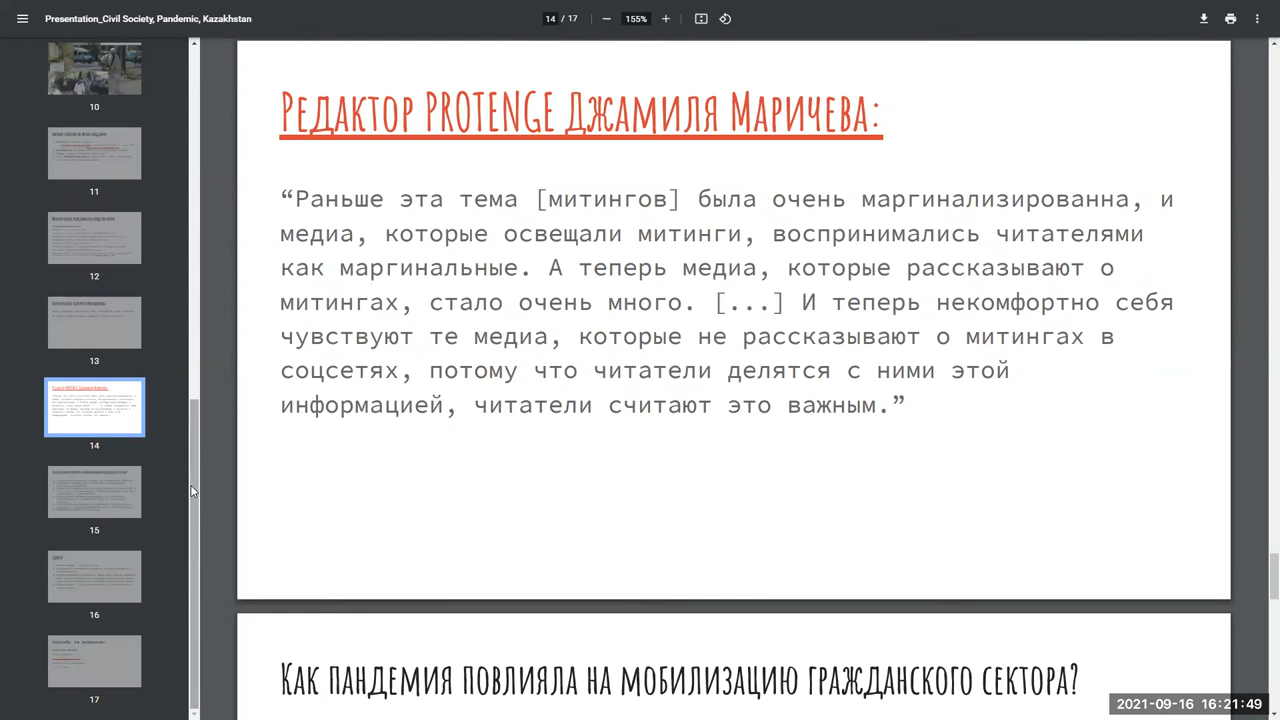 Presentation_Civil Society, Pandemic, Kazakhstan
14 / 17
155%
10
11
12
13
14
15
16
17
Редактор PROTENGE Джамиля Маричева:
“Раньше эта тема [митингов] была очень маргинализированна, и
медиа, которые освещали митинги, воспринимались читателями
как маргинальные. А теперь медиа, которые рассказывают о
митингах, стало очень много. [...] И теперь некомфортно себя
чувствуют те медиа, которые не рассказывают о митингах в
соцсетях, потому что читатели делятся с ними этой
информацией, читатели считают это важным.”
Как пандемия повлияла на мобилизацию гражданского сектора?
2021-09-16 16:21:49